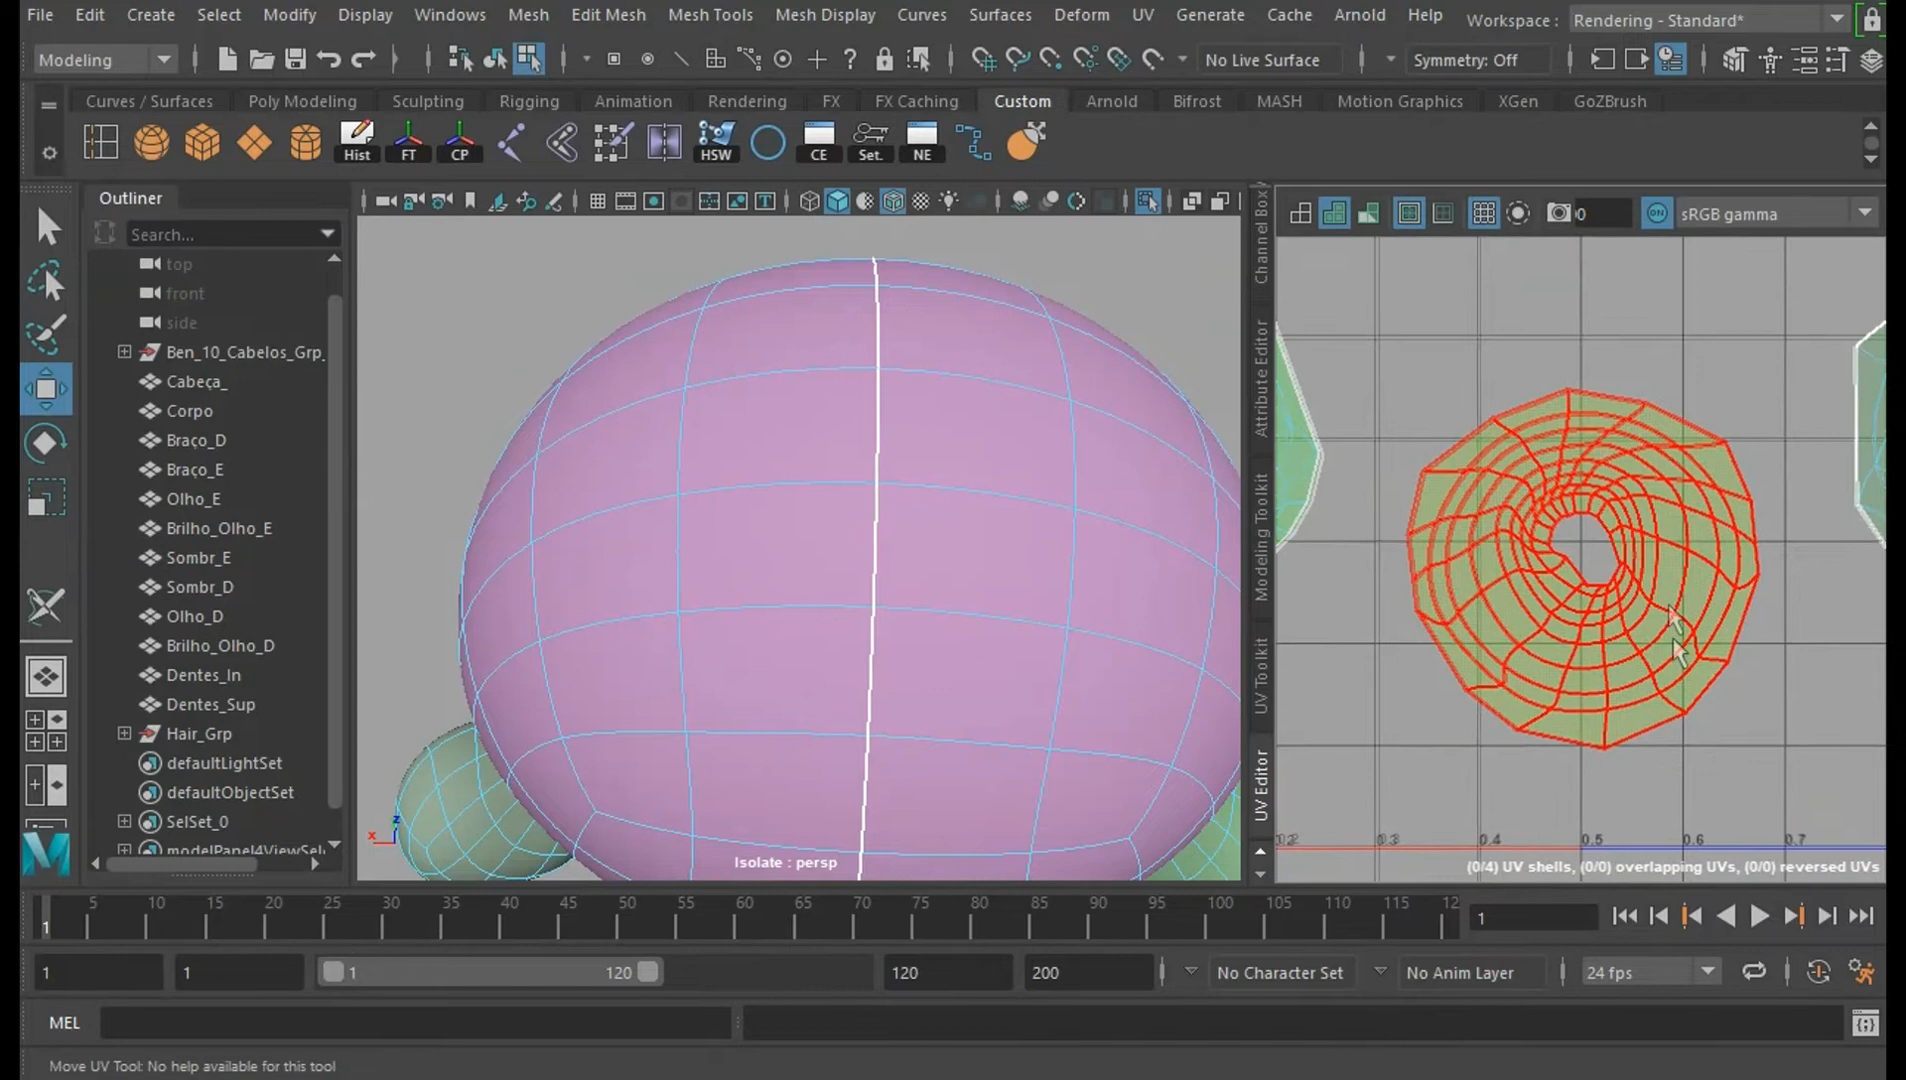 File Edit Create Select Modify Display Windows Mesh Edit Mesh Mesh Tools Mesh Display Curves Surfaces Deform UV Generate Cache Arnold Help Workspace : Rendering - Standard*
Modeling No Live Surface Symmetry: Off
Curves / Surfaces Poly Modeling Sculpting Rigging Animation Rendering FX FX Caching Custom Arnold Bifrost MASH Motion Graphics XGen GoZBrush
Hist FT CP HSW CE Set. NE
Outliner
Search...
top
front
side
Ben_10_Cabelos_Grp_
Cabeça_
Corpo
Braço_D
Braço_E
Olho_E
Brilho_Olho_E
Sombr_E
Sombr_D
Olho_D
Brilho_Olho_D
Dentes_In
Dentes_Sup
Hair_Grp
defaultLightSet
defaultObjectSet
SelSet_0
modelPanel4ViewSel
x z
Isolate : persp
Channel Box
Attribute Editor
Modeling Toolkit
UV Toolkit
UV Editor
sRGB gamma
ON
0.3 0.4 0.5 0.6 0.7
(0/4) UV shells, (0/0) overlapping UVs, (0/0) reversed UVs
5 10 15 20 25 30 35 40 45 50 55 60 65 70 75 80 85 90 95 100 105 110 115 12
1 1
1 1 1 120 120 200 No Character Set No Anim Layer 24 fps
MEL
Move UV Tool: No help available for this tool